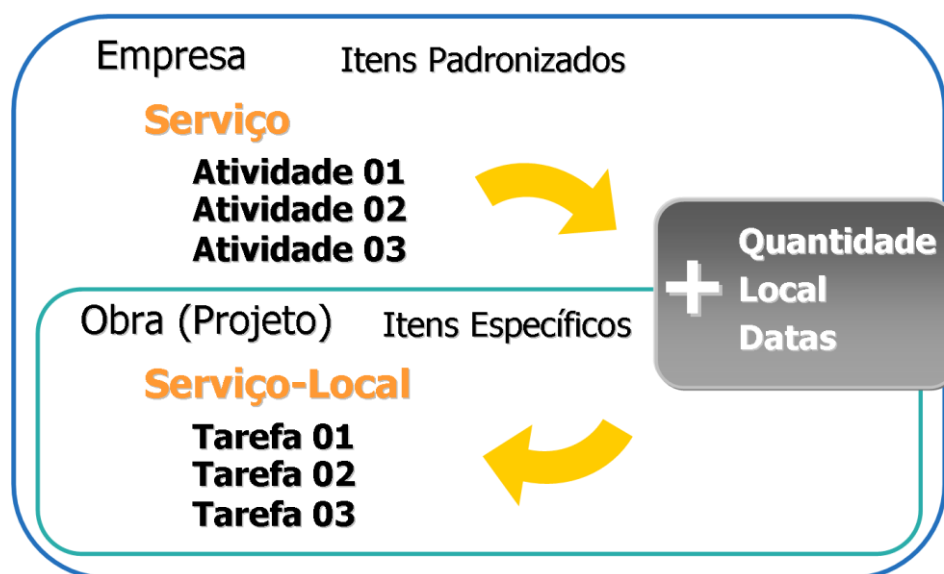 Empresa
Itens Padronizados
Serviço
Atividade 01
Atividade 02
Atividade 03
+
Quantidade
Local
Datas
Obra (Projeto)
Itens Específicos
Serviço-Local
Tarefa 01
Tarefa 02
Tarefa 03